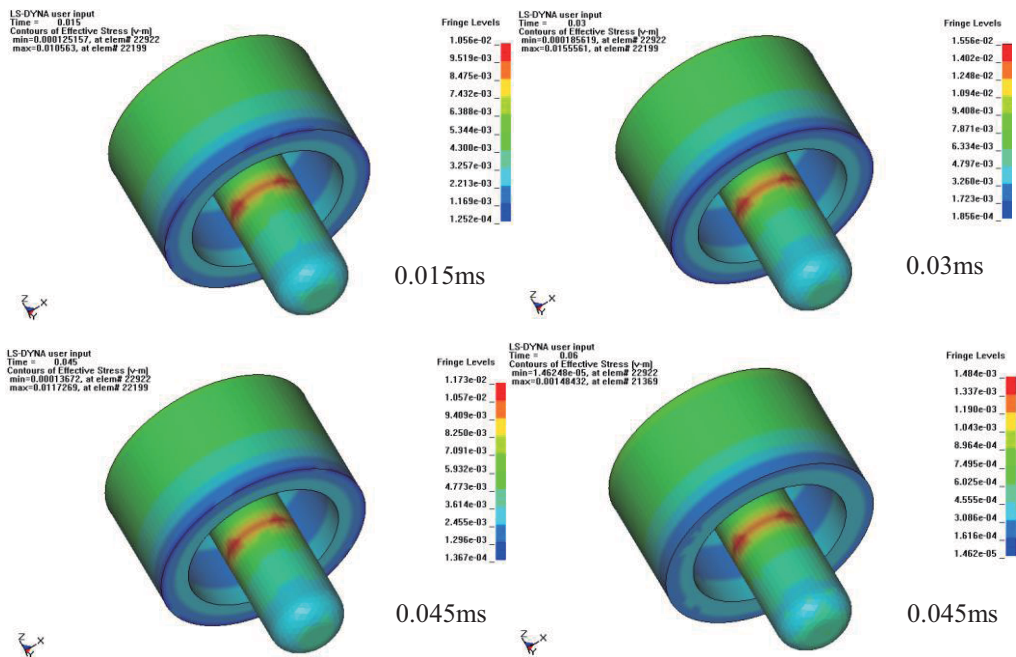 LS-DYNA user input
Time =    0.015
Contours of Effective Stress (v-m)
min=0.000125157, at elem# 22922
max=0.010563, at elem# 22199
Fringe Levels
1.056e-02
9.519e-03
8.475e-03
7.432e-03
6.388e-03
5.344e-03
4.300e-03
3.257e-03
2.213e-03
1.169e-03
1.252e-04
0.015ms
Z
X
Y
LS-DYNA user input
Time =    0.03
Contours of Effective Stress (v-m)
min=0.000185619, at elem# 22922
max=0.0155561, at elem# 22199
Fringe Levels
1.556e-02
1.402e-02
1.248e-02
1.094e-02
9.408e-03
7.871e-03
6.334e-03
4.797e-03
3.260e-03
1.723e-03
1.856e-04
0.03ms
Z
X
Y
LS-DYNA user input
Time =    0.045
Contours of Effective Stress (v-m)
min=0.00013672, at elem# 22922
max=0.0117269, at elem# 22199
Fringe Levels
1.173e-02
1.057e-02
9.409e-03
8.250e-03
7.091e-03
5.932e-03
4.773e-03
3.614e-03
2.455e-03
1.296e-03
1.367e-04
0.045ms
Z
X
Y
LS-DYNA user input
Time =    0.06
Contours of Effective Stress (v-m)
min=1.46248e-05, at elem# 22922
max=0.00148432, at elem# 21369
Fringe Levels
1.484e-03
1.337e-03
1.190e-03
1.043e-03
8.964e-04
7.495e-04
6.025e-04
4.555e-04
3.086e-04
1.616e-04
1.462e-05
0.045ms
Z
X
Y